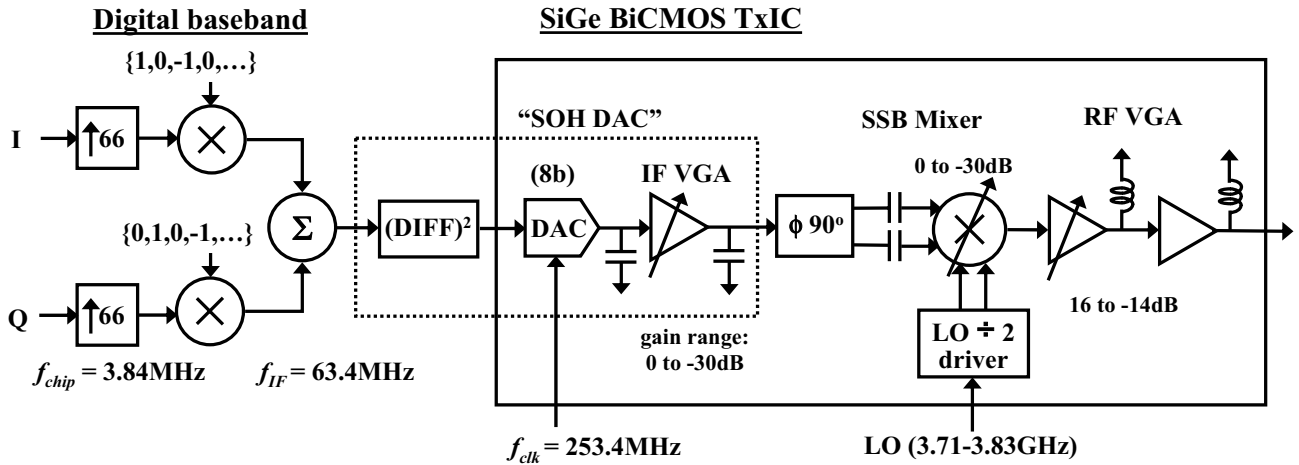 Digital baseband
SiGe BiCMOS TxIC
{1,0,-1,0,…}
I
↑66
×
"SOH DAC"
SSB Mixer
RF VGA
(8b)
IF VGA
0 to -30dB
Σ
(DIFF)²
DAC
ϕ 90º
×
{0,1,0,-1,…}
Q
↑66
×
16 to -14dB
gain range:
0 to -30dB
LO ÷ 2
driver
f_chip = 3.84MHz
f_IF = 63.4MHz
f_clk = 253.4MHz
LO (3.71-3.83GHz)